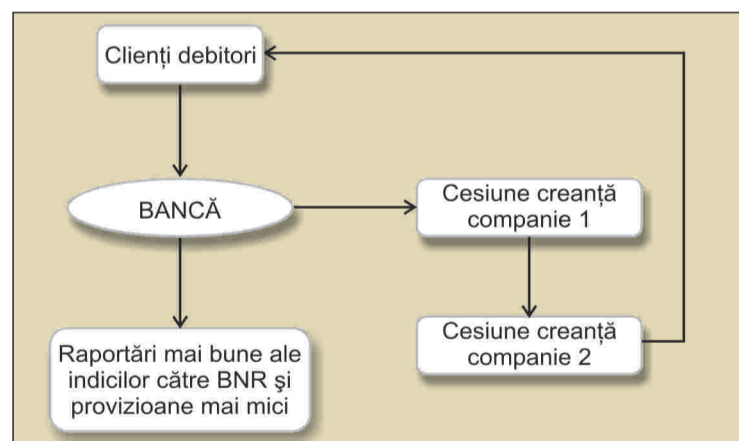 Clienți debitori
BANCĂ
Cesiune creanță
companie 1
Cesiune creanță
companie 2
Raportări mai bune ale
indicilor către BNR şi
provizioane mai mici